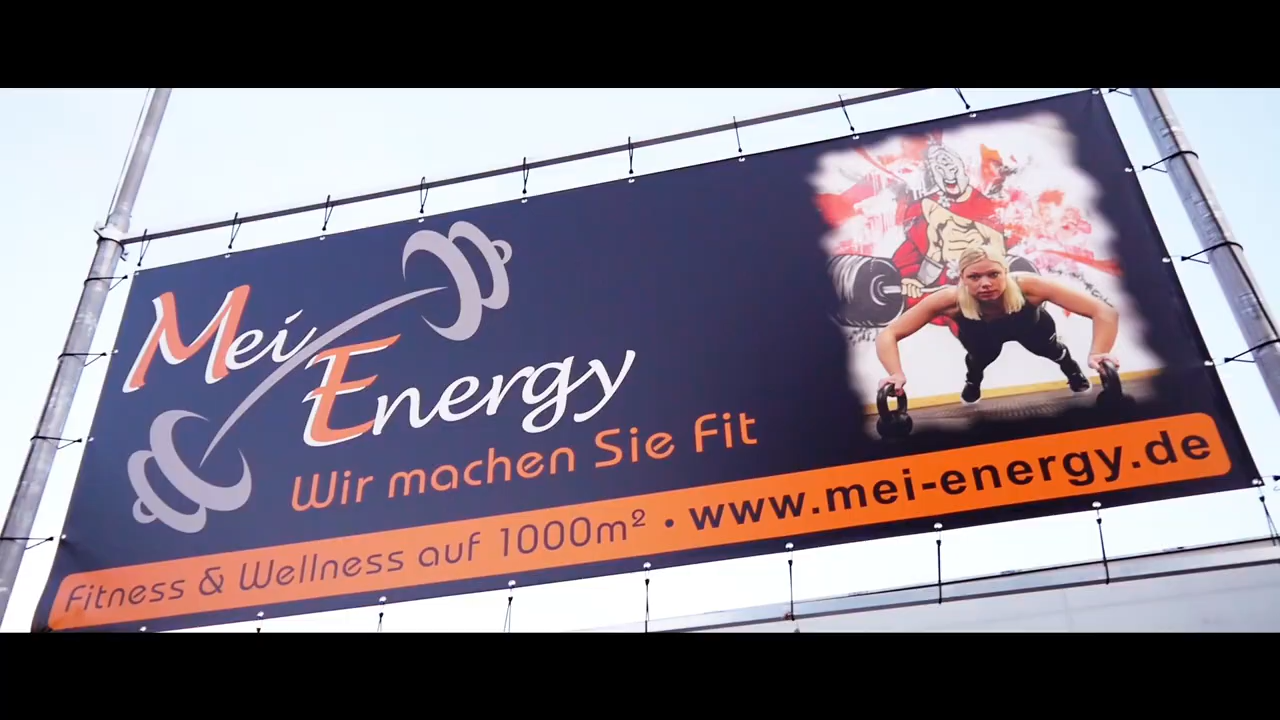 Mei
Energy
Wir machen Sie Fit
Fitness & Wellness auf 1000m² • www.mei-energy.de